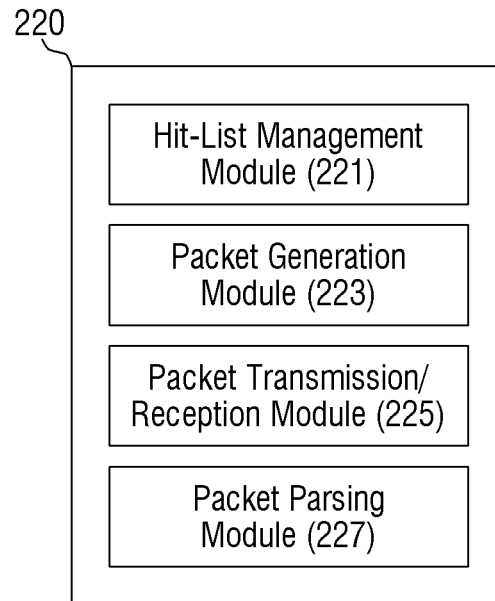 220
Hit-List Management
Module (221)
Packet Generation
Module (223)
Packet Transmission/
Reception Module (225)
Packet Parsing
Module (227)